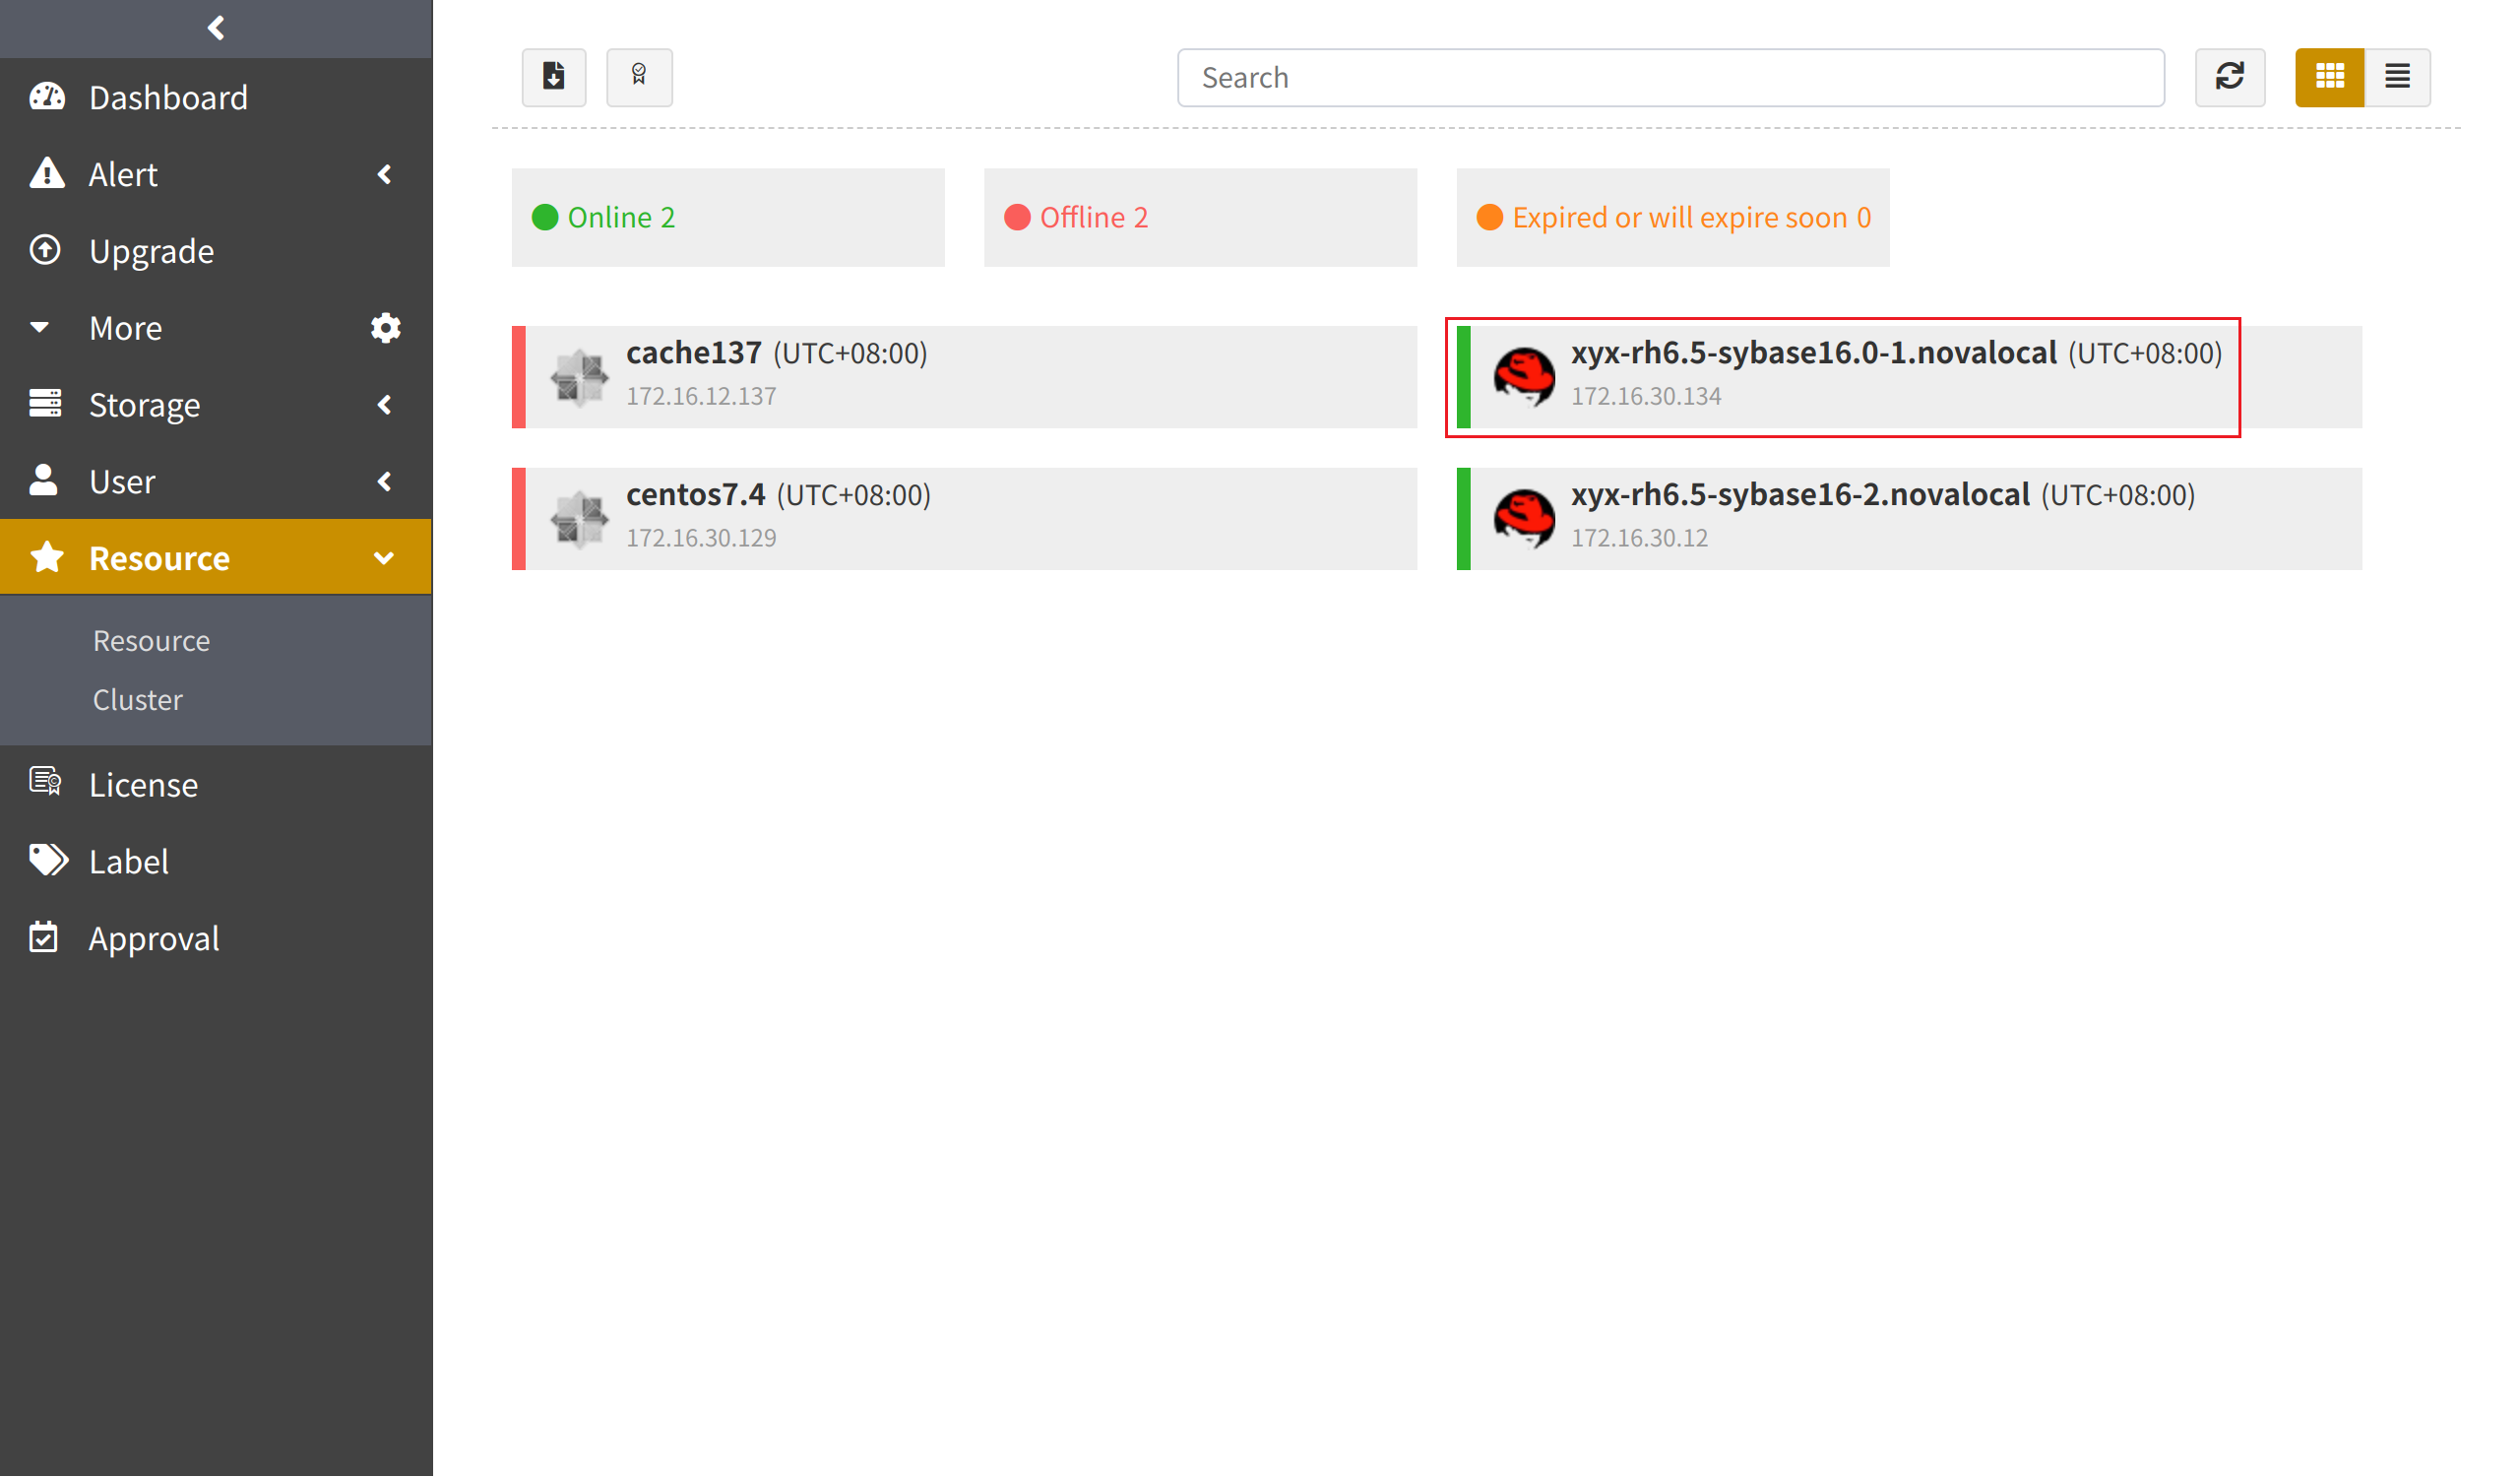 Dashboard
Alert
Upgrade
More
Storage
User
Resource
Resource
Cluster
License
Label
Approval
Search
Online 2
Offline 2
Expired or will expire soon 0
cache137 (UTC+08:00)
172.16.12.137
xyx-rh6.5-sybase16.0-1.novalocal (UTC+08:00)
172.16.30.134
centos7.4 (UTC+08:00)
172.16.30.129
xyx-rh6.5-sybase16-2.novalocal (UTC+08:00)
172.16.30.12